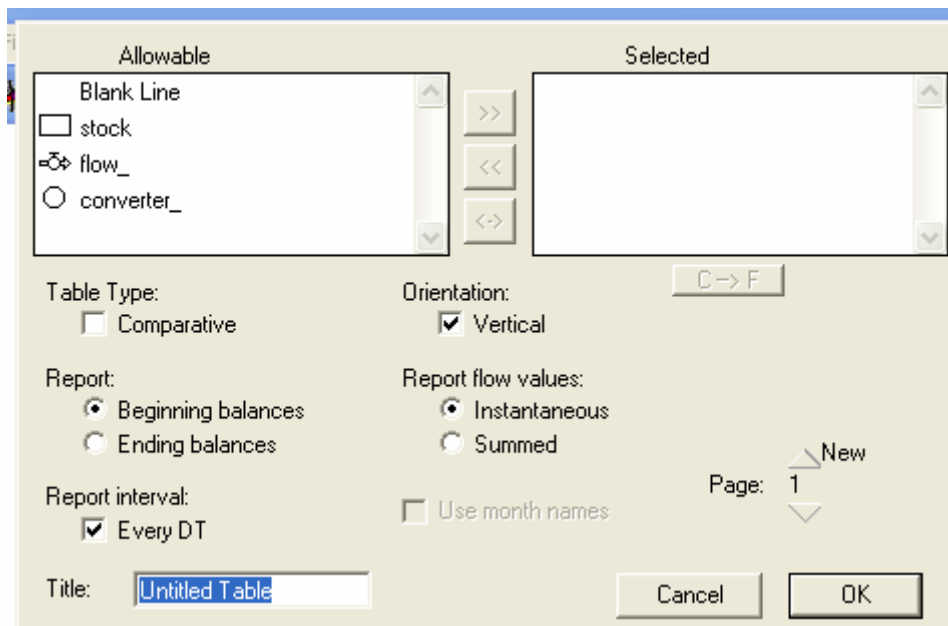 Fi
Allowable
Selected
Blank Line
stock
flow_
converter_
>>
<<
<->
C->F
Table Type:
Comparative
Orientation:
Vertical
Report:
Beginning balances
Ending balances
Report flow values:
Instantaneous
Summed
New
Page: 1
Report interval:
Every DT
Use month names
Title: Untitled Table
Cancel
OK